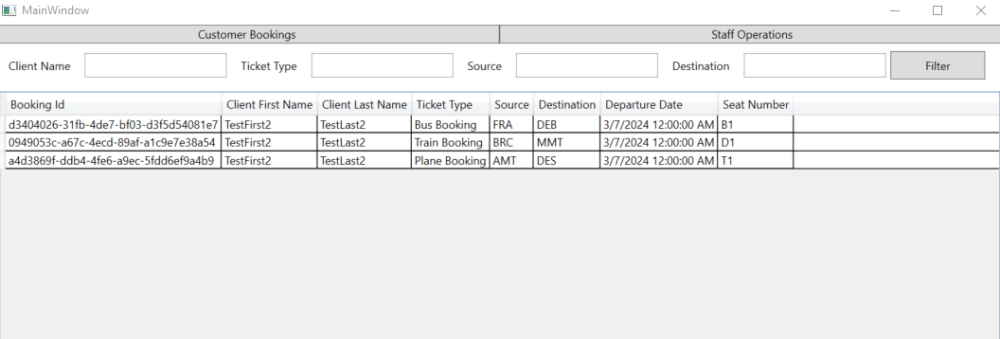 MainWindow
Customer Bookings Staff Operations
Client Name Ticket Type Source Destination Filter
Booking Id Client First Name Client Last Name Ticket Type Source Destination Departure Date Seat Number
d3404026-31fb-4de7-bf03-d3f5d54081e7 TestFirst2 TestLast2 Bus Booking FRA DEB 3/7/2024 12:00:00 AM B1
0949053c-a67c-4ecd-89af-a1c9e7e38a54 TestFirst2 TestLast2 Train Booking BRC MMT 3/7/2024 12:00:00 AM D1
a4d3869f-ddb4-4fe6-a9ec-5fdd6ef9a4b9 TestFirst2 TestLast2 Plane Booking AMT DES 3/7/2024 12:00:00 AM T1